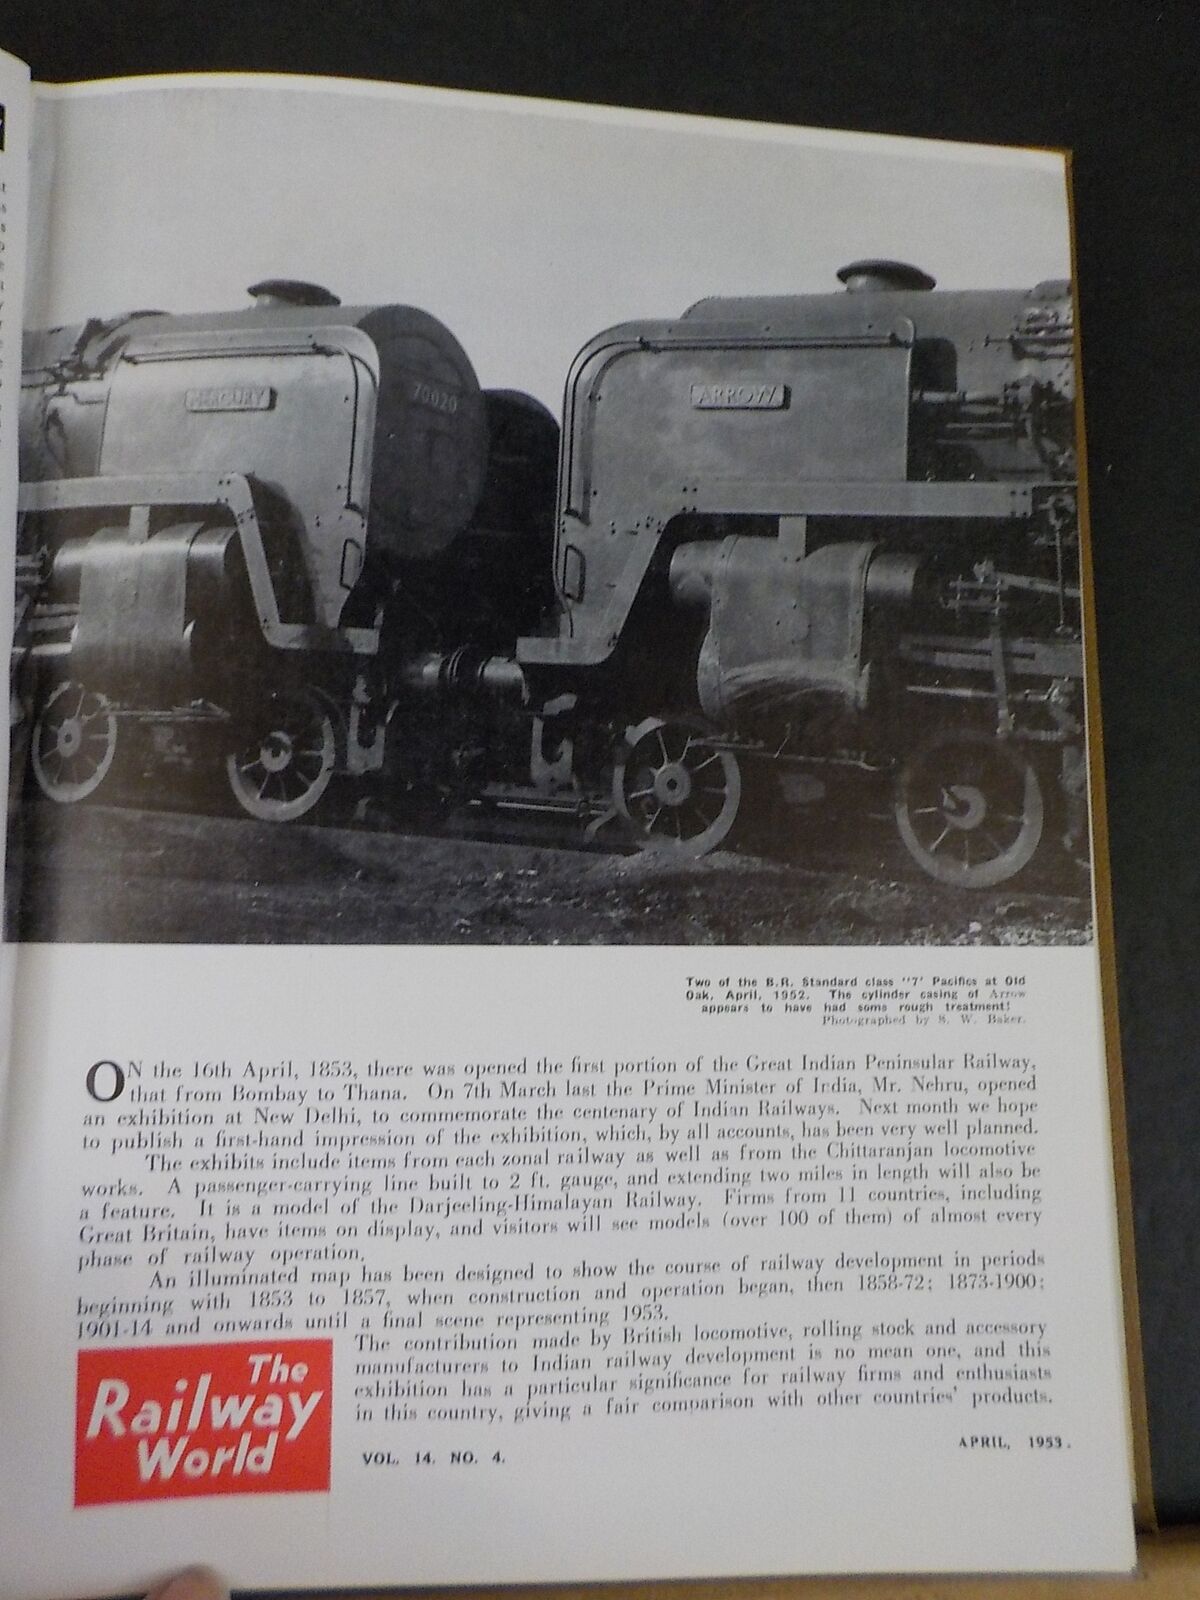 MERCURY
70020
ARROW
Two of the B.R. Standard class "7' Pacifics at Old
Oak, April, 1952. The cylinder casing of Arrow
appears to have had some rough treatment!
Photographed by S. W. Baker.
ON the 16th April, 1853, there was opened the first portion of the Great Indian Peninsular Railway,
that from Bombay to Thana. On 7th March last the Prime Minister of India, Mr. Nehru, opened
an exhibition at New Delhi, to commemorate the centenary of Indian Railways. Next month we hope
to publish a first-hand impression of the exhibition, which, by all accounts, has been very well planned.
The exhibits include items from each zonal railway as well as from the Chittaranjan locomotive
works. A passenger-carrying line built to 2 ft. gauge, and extending two miles in length will also be
a feature. It is a model of the Darjeeling-Himalayan Railway. Firms from 11 countries, including
Great Britain, have items on display, and visitors will see models (over 100 of them) of almost every
phase of railway operation.
An illuminated map has been designed to show the course of railway development in periods
beginning with 1853 to 1857, when construction and operation began, then 1858-72; 1873-1900;
1901-14 and onwards until a final scene representing 1953.
The contribution made by British locomotive, rolling stock and accessory
manufacturers to Indian railway development is no mean one, and this
exhibition has a particular significance for railway firms and enthusiasts
in this country, giving a fair comparison with other countries' products.
The
Railway
World
VOL. 14. NO. 4.
APRIL, 1953.